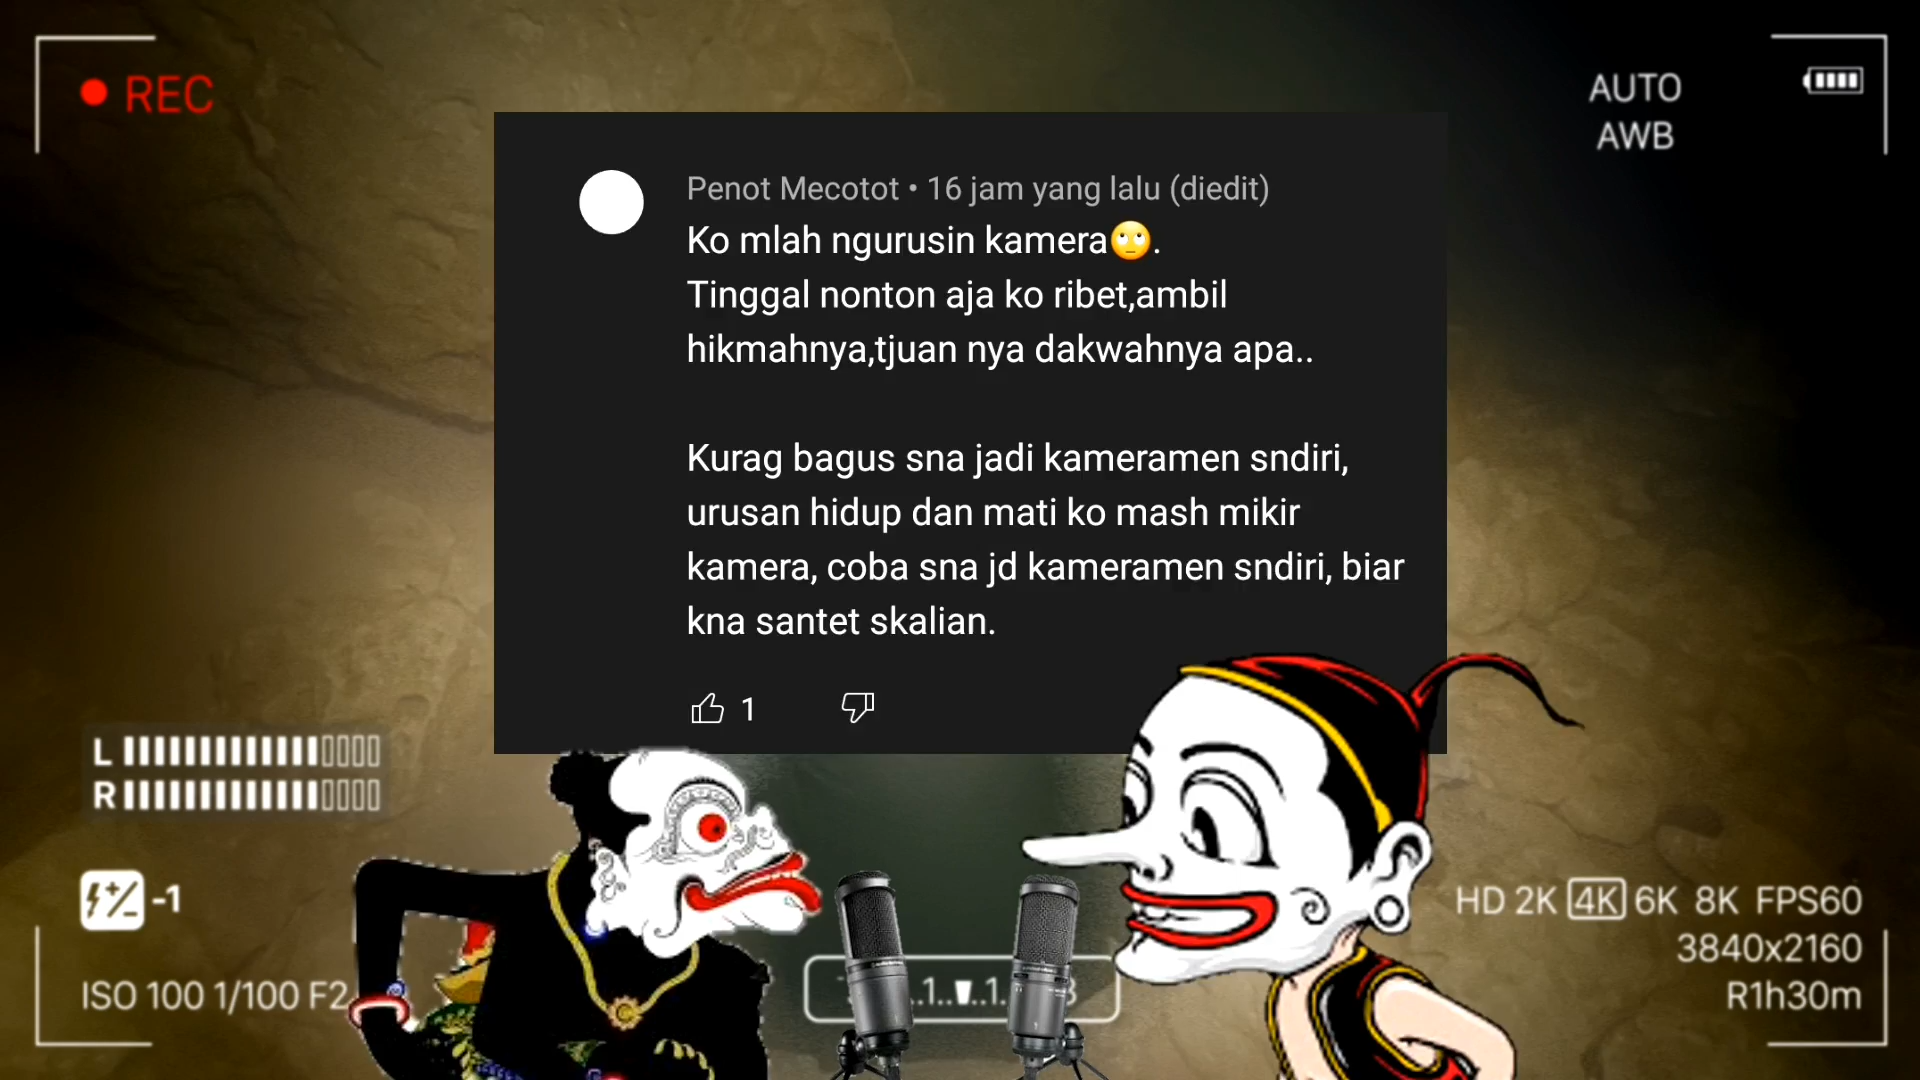 REC
AUTO
AWB
Penot Mecotot • 16 jam yang lalu (diedit)
Ko mlah ngurusin kamera🙄.
Tinggal nonton aja ko ribet,ambil
hikmahnya,tjuan nya dakwahnya apa..
Kurag bagus sna jadi kameramen sndiri,
urusan hidup dan mati ko mash mikir
kamera, coba sna jd kameramen sndiri, biar
kna santet skalian.
1
L
R
-1
ISO 100 1/100 F2
..1..▼..1..
HD 2K 4K 6K 8K FPS60
3840x2160
R1h30m